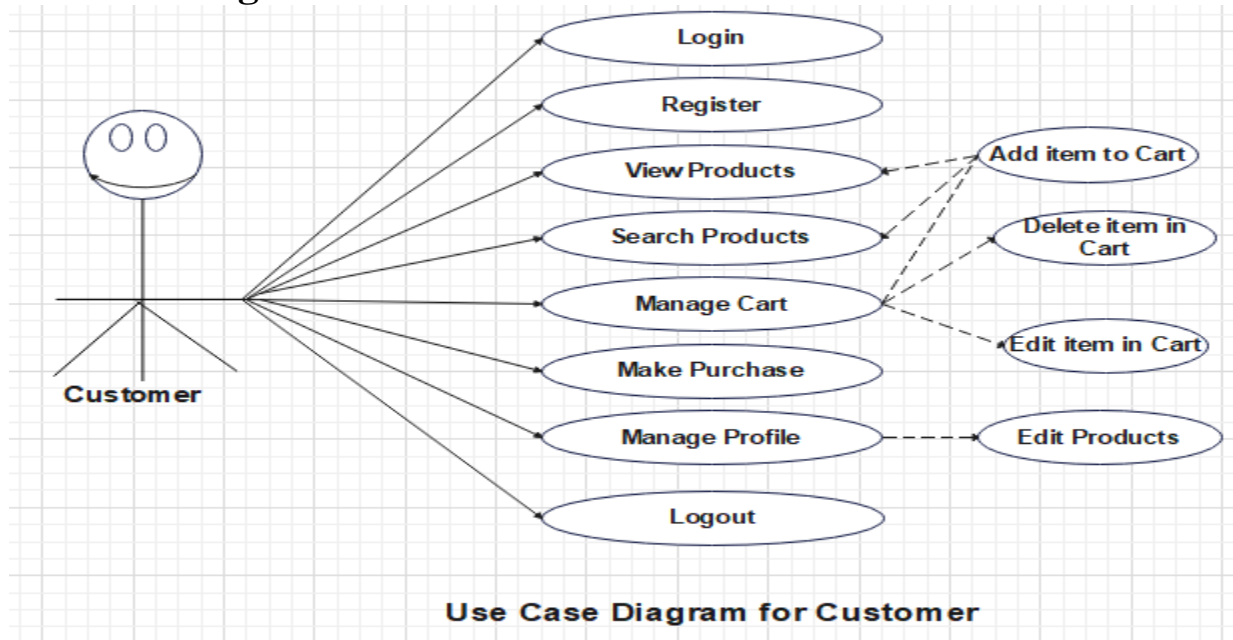 Login
Register
View Products
Add item to Cart
Search Products
Delete item in
Cart
Manage Cart
Edit item in Cart
Make Purchase
Customer
Manage Profile
Edit Products
Logout
Use Case Diagram for Customer